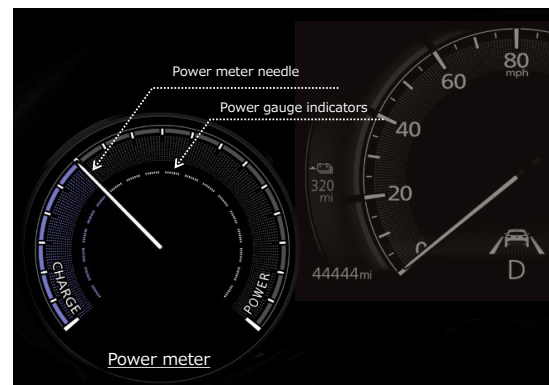 Power meter needle
Power gauge indicators
80
mph
60
40
20
0
320
mi
44444mi
D
CHARGE
POWER
Power meter